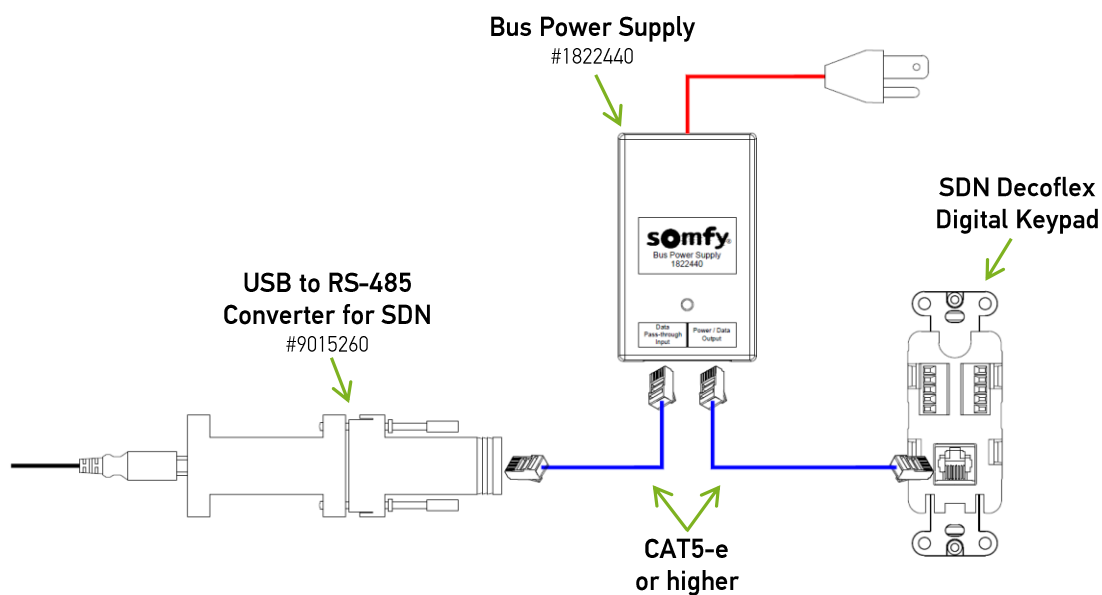 Bus Power Supply
#1822440
SDN Decoflex
Digital Keypad
somfy.
Bus Power Supply
1822440
USB to RS-485
Converter for SDN
#9015260
Data
Pass-through
Input
Power / Data
Output
CAT5-e
or higher